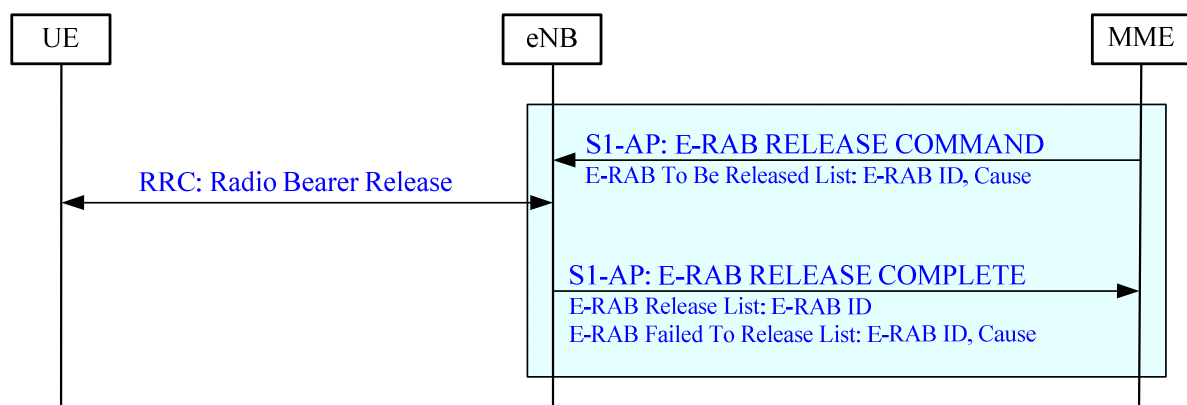 UE
eNB
MME
S1-AP: E-RAB RELEASE COMMAND
E-RAB To Be Released List: E-RAB ID, Cause
RRC: Radio Bearer Release
S1-AP: E-RAB RELEASE COMPLETE
E-RAB Release List: E-RAB ID
E-RAB Failed To Release List: E-RAB ID, Cause